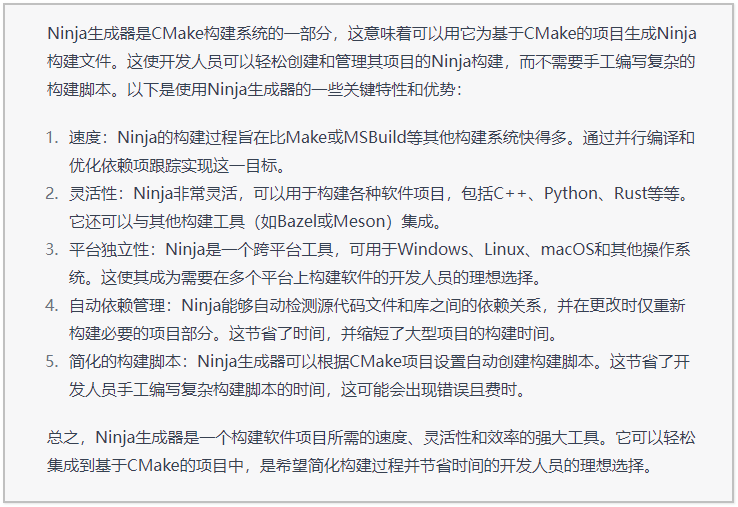 Ninja生成器是CMake构建系统的一部分，这意味着可以用它为基于CMake的项目生成Ninja
构建文件。这使开发人员可以轻松创建和管理其项目的Ninja构建，而不需要手工编写复杂的
构建脚本。以下是使用Ninja生成器的一些关键特性和优势：
1. 速度：Ninja的构建过程旨在比Make或MSBuild等其他构建系统快得多。通过并行编译和
优化依赖项跟踪实现这一目标。
2. 灵活性：Ninja非常灵活，可以用于构建各种软件项目，包括C++、Python、Rust等等。
它还可以与其他构建工具（如Bazel或Meson）集成。
3. 平台独立性：Ninja是一个跨平台工具，可用于Windows、Linux、macOS和其他操作系
统。这使其成为需要在多个平台上构建软件的开发人员的理想选择。
4. 自动依赖管理：Ninja能够自动检测源代码文件和库之间的依赖关系，并在更改时仅重新
构建必要的项目部分。这节省了时间，并缩短了大型项目的构建时间。
5. 简化的构建脚本：Ninja生成器可以根据CMake项目设置自动创建构建脚本。这节省了开
发人员手工编写复杂构建脚本的时间，这可能会出现错误且费时。
总之，Ninja生成器是一个构建软件项目所需的速度、灵活性和效率的强大工具。它可以轻松
集成到基于CMake的项目中，是希望简化构建过程并节省时间的开发人员的理想选择。